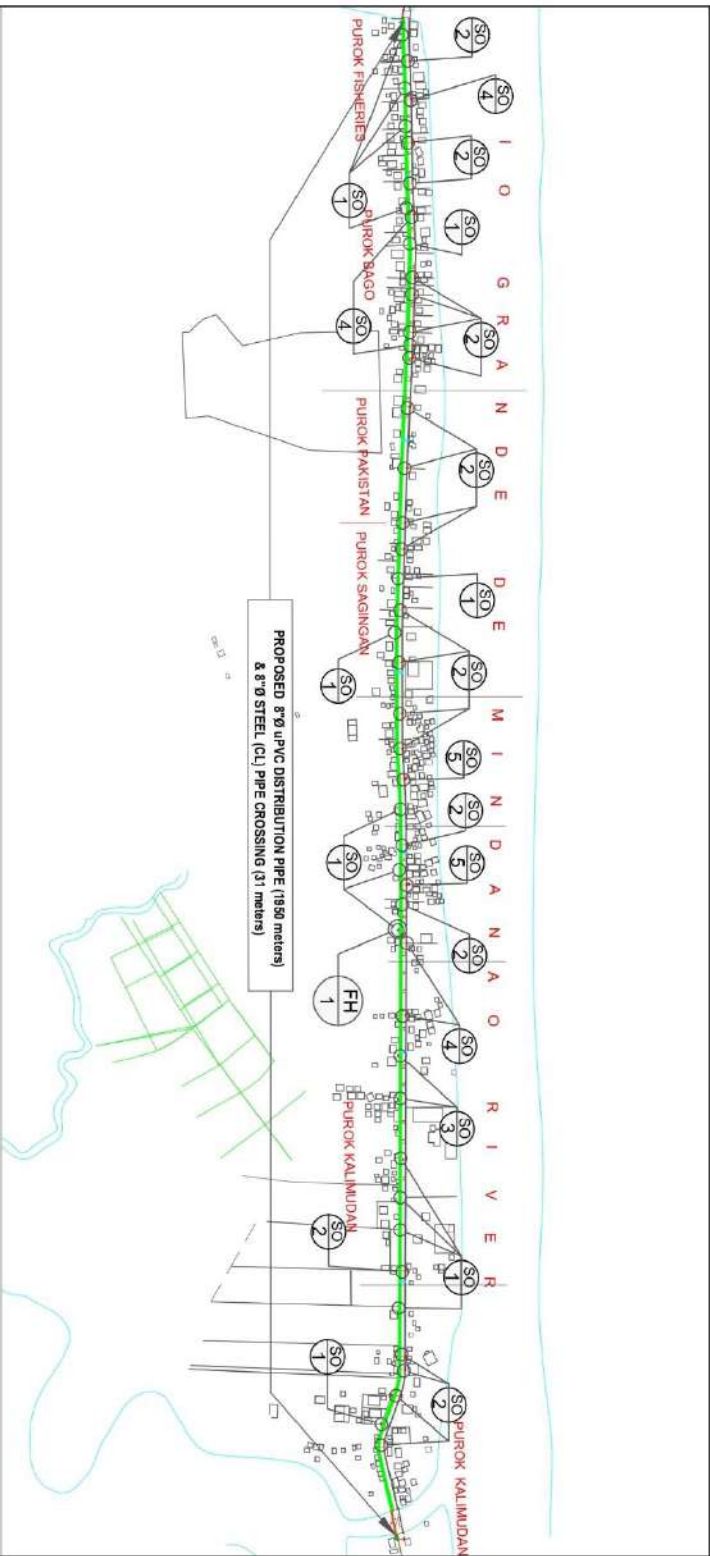 RIO GRANDE DE MINDANAO RIVER
SO
2
SO
4
SO
2
SO
1
SO
2
SO
2
SO
1
SO
2
SO
5
SO
2
SO
5
SO
2
SO
4
SO
3
SO
1
SO
2
PUROK KALIMUDAN
PUROK FISHERIES
SO
1
PUROK SAGO
SO
4
PUROK PAKISTAN
PUROK SAGINGAN
SO
1
SO
1
FH
1
PUROK KALIMUDAN
SO
2
SO
1
PROPOSED 8"Ø uPVC DISTRIBUTION PIPE (1950 meters)
& 8"Ø STEEL (CL) PIPE CROSSING (31 meters)